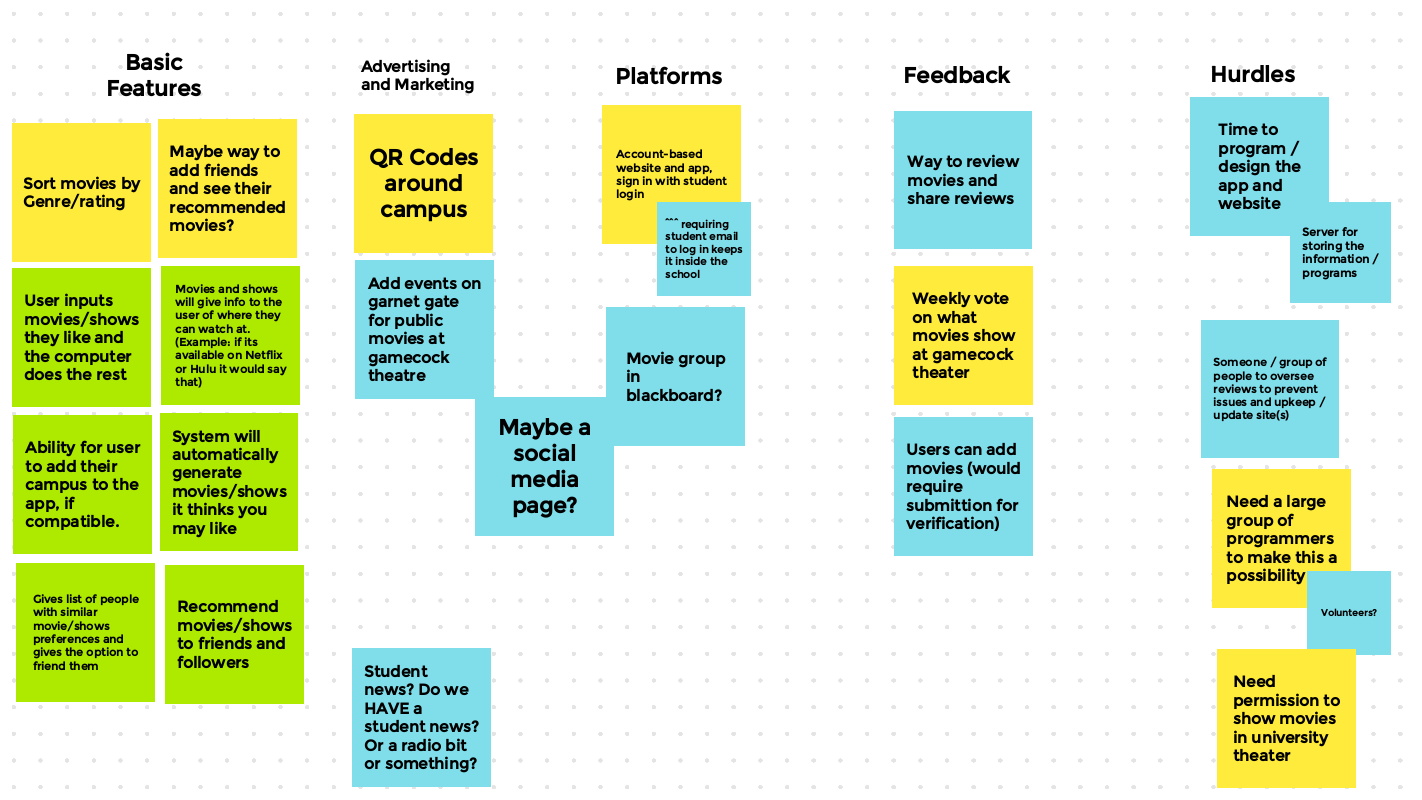 Basic
Features
Sort movies by
Genre/rating
Maybe way to
add friends
and see their
recommended
movies?
User inputs
movies/shows
they like and
the computer
does the rest
Movies and shows
will give info to the
user of where they
can watch at.
(Example: if its
available on Netflix
or Hulu it would say
that)
Ability for user
to add their
campus to the
app, if
compatible.
System will
automatically
generate
movies/shows
it thinks you
may like
Gives list of people
with similar
movie/shows
preferences and
gives the option to
friend them
Recommend
movies/shows
to friends and
followers
Advertising
and Marketing
QR Codes
around
campus
Add events on
garnet gate
for public
movies at
gamecock
theatre
Maybe a
social
media
page?
Student
news? Do we
HAVE a
student news?
Or a radio bit
or something?
Platforms
Account-based
website and app,
sign in with student
login
^^^ requiring
student email
to log in keeps
it inside the
school
Movie group
in
blackboard?
Feedback
Way to review
movies and
share reviews
Weekly vote
on what
movies show
at gamecock
theater
Users can add
movies (would
require
submittion for
verification)
Hurdles
Time to
program /
design the
app and
website
Server for
storing the
information /
programs
Someone / group of
people to oversee
reviews to prevent
issues and upkeep /
update site(s)
Need a large
group of
programmers
to make this a
possibility
Volunteers?
Need
permission to
show movies
in university
theater